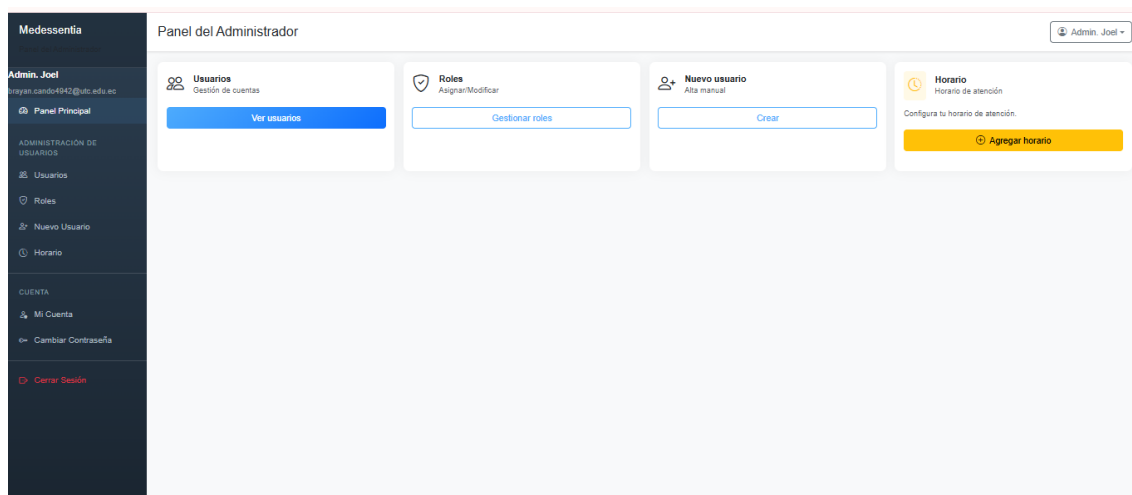 Medessentia
Admin. Joel
brayan.cando4942@utc.edu.ec
Panel Principal
ADMINISTRACIÓN DE
USUARIOS
Usuarios
Roles
Nuevo Usuario
Horario
CUENTA
Mi Cuenta
Cambiar Contraseña
Cerrar Sesión
Panel del Administrador
Admin. Joel
Usuarios
Gestión de cuentas
Ver usuarios
Roles
Asignar/Modificar
Gestionar roles
Nuevo usuario
Alta manual
Crear
Horario
Horario de atención
Configura tu horario de atención.
Agregar horario